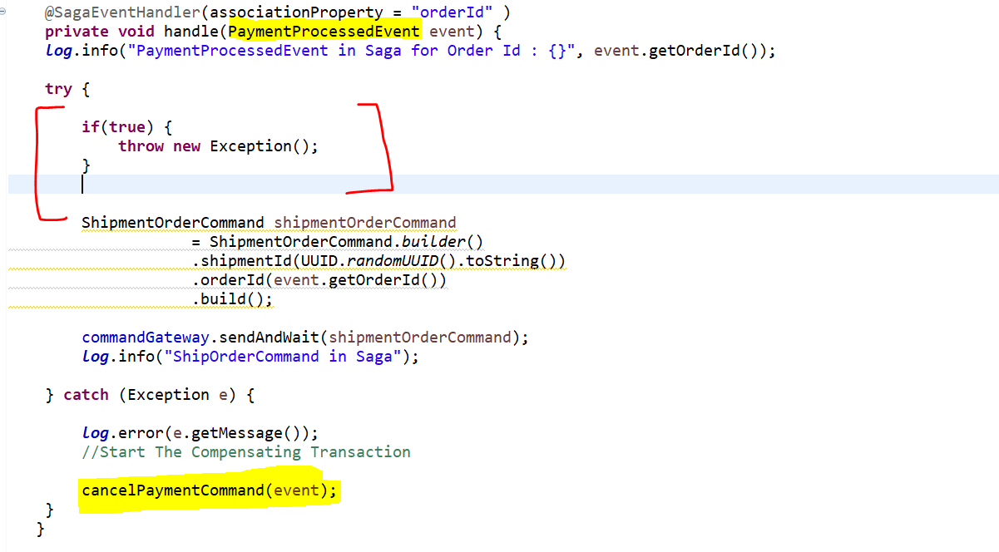 @SagaEventHandler(associationProperty = "orderId" )
private void handle(PaymentProcessedEvent event) {
log.info("PaymentProcessedEvent in Saga for Order Id : {}", event.getOrderId());
try {
if(true) {
throw new Exception();
}
ShipmentOrderCommand shipmentOrderCommand
= ShipmentOrderCommand.builder()
.shipmentId(UUID.randomUUID().toString())
.orderId(event.getOrderId())
.build();
commandGateway.sendAndWait(shipmentOrderCommand);
log.info("ShipOrderCommand in Saga");
} catch (Exception e) {
log.error(e.getMessage());
//Start The Compensating Transaction
cancelPaymentCommand(event);
}
}